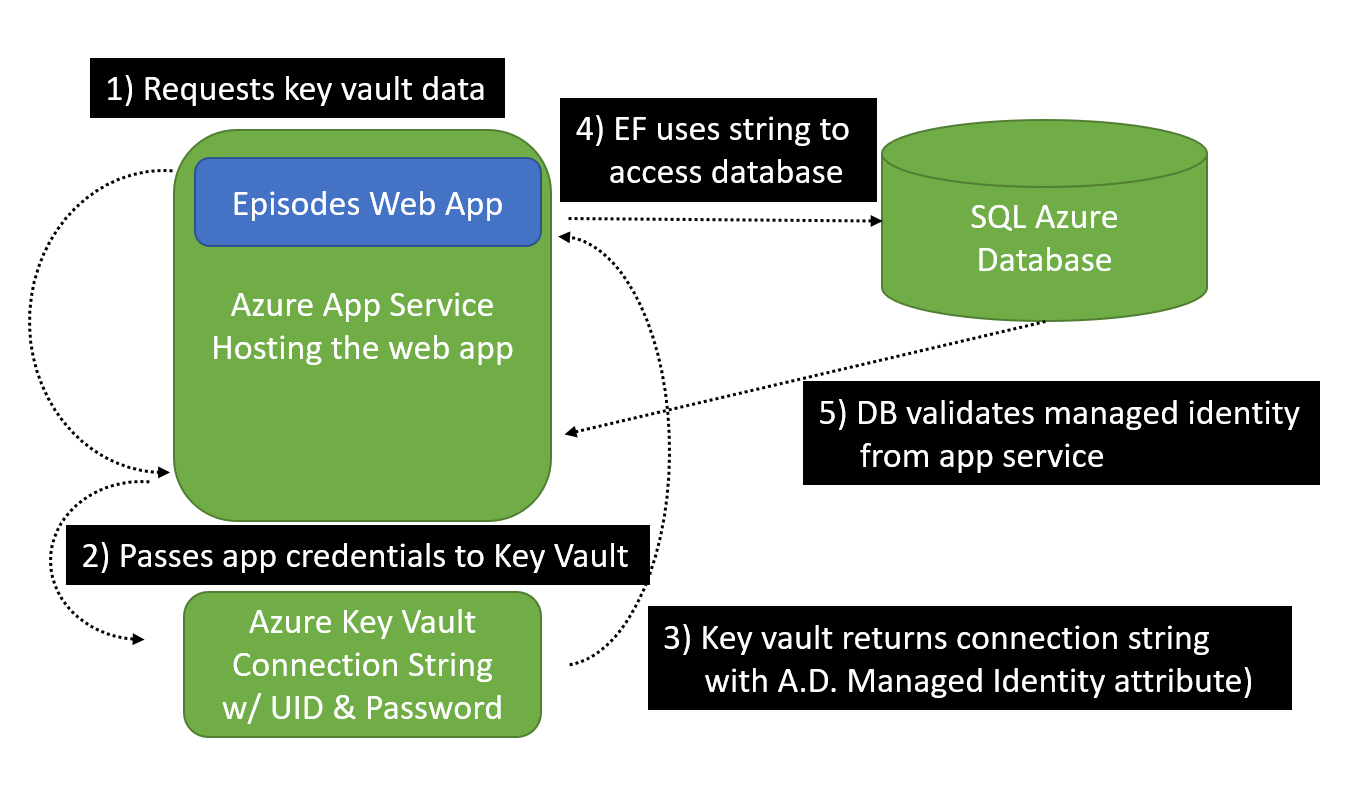 1) Requests key vault data
Episodes Web App
Azure App Service
Hosting the web app
2) Passes app credentials to Key Vault
Azure Key Vault
Connection String
w/ UID & Password
3) Key vault returns connection string
with A.D. Managed Identity attribute)
4) EF uses string to
access database
SQL Azure
Database
5) DB validates managed identity
from app service